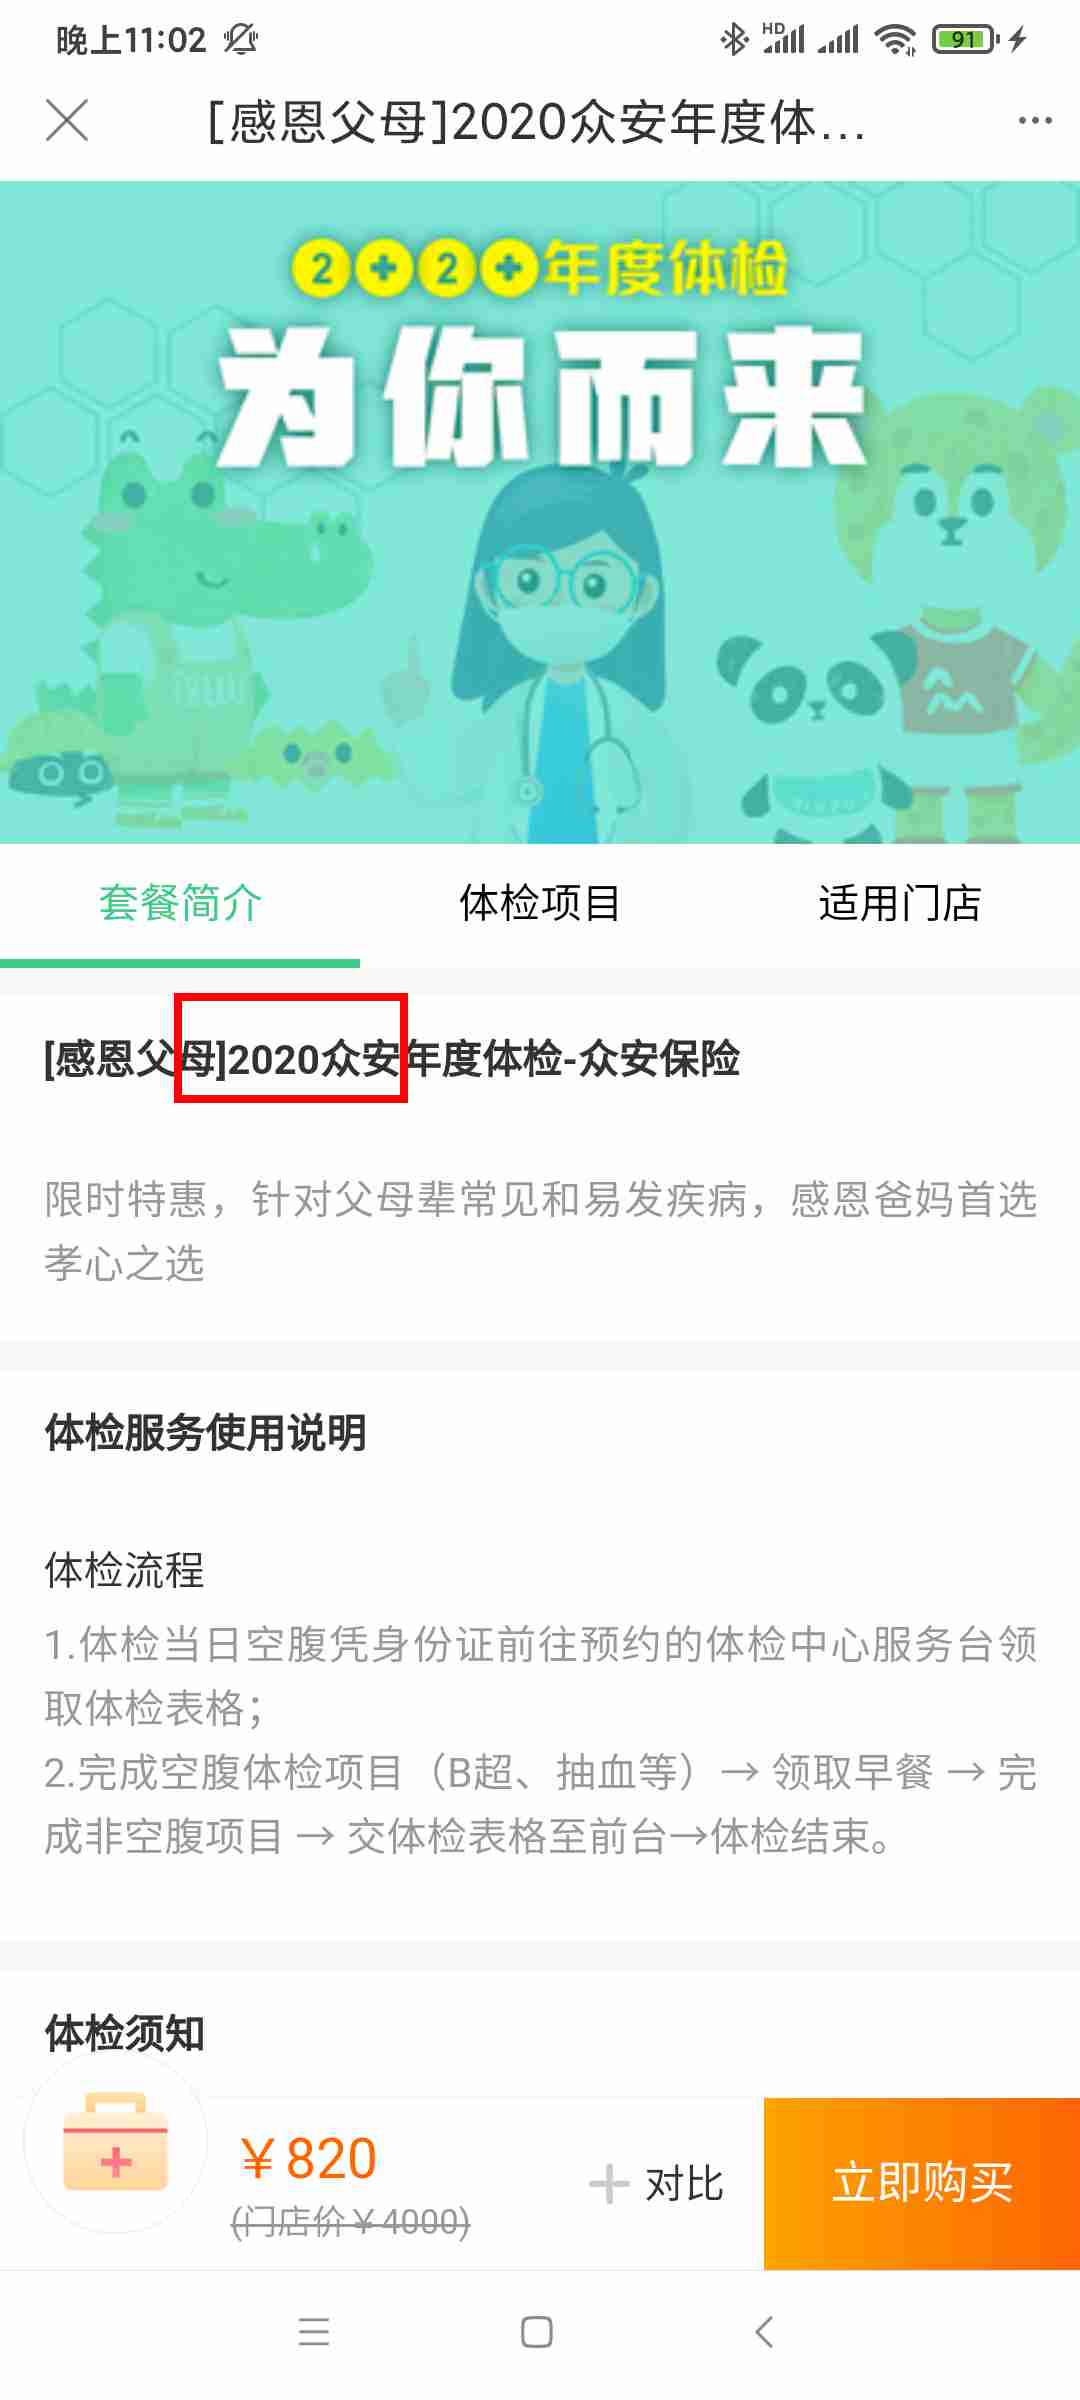 晚上11:02
HD
91
[感恩父母]2020众安年度体...
2020年度体检
为你而来
套餐简介 体检项目 适用门店
[感恩父母]2020众安年度体检-众安保险
限时特惠，针对父母辈常见和易发疾病，感恩爸妈首选
孝心之选
体检服务使用说明
体检流程
1.体检当日空腹凭身份证前往预约的体检中心服务台领
取体检表格；
2.完成空腹体检项目（B超、抽血等）→ 领取早餐 → 完
成非空腹项目 → 交体检表格至前台→体检结束。
体检须知
￥820
(门店价￥4000)
对比
立即购买